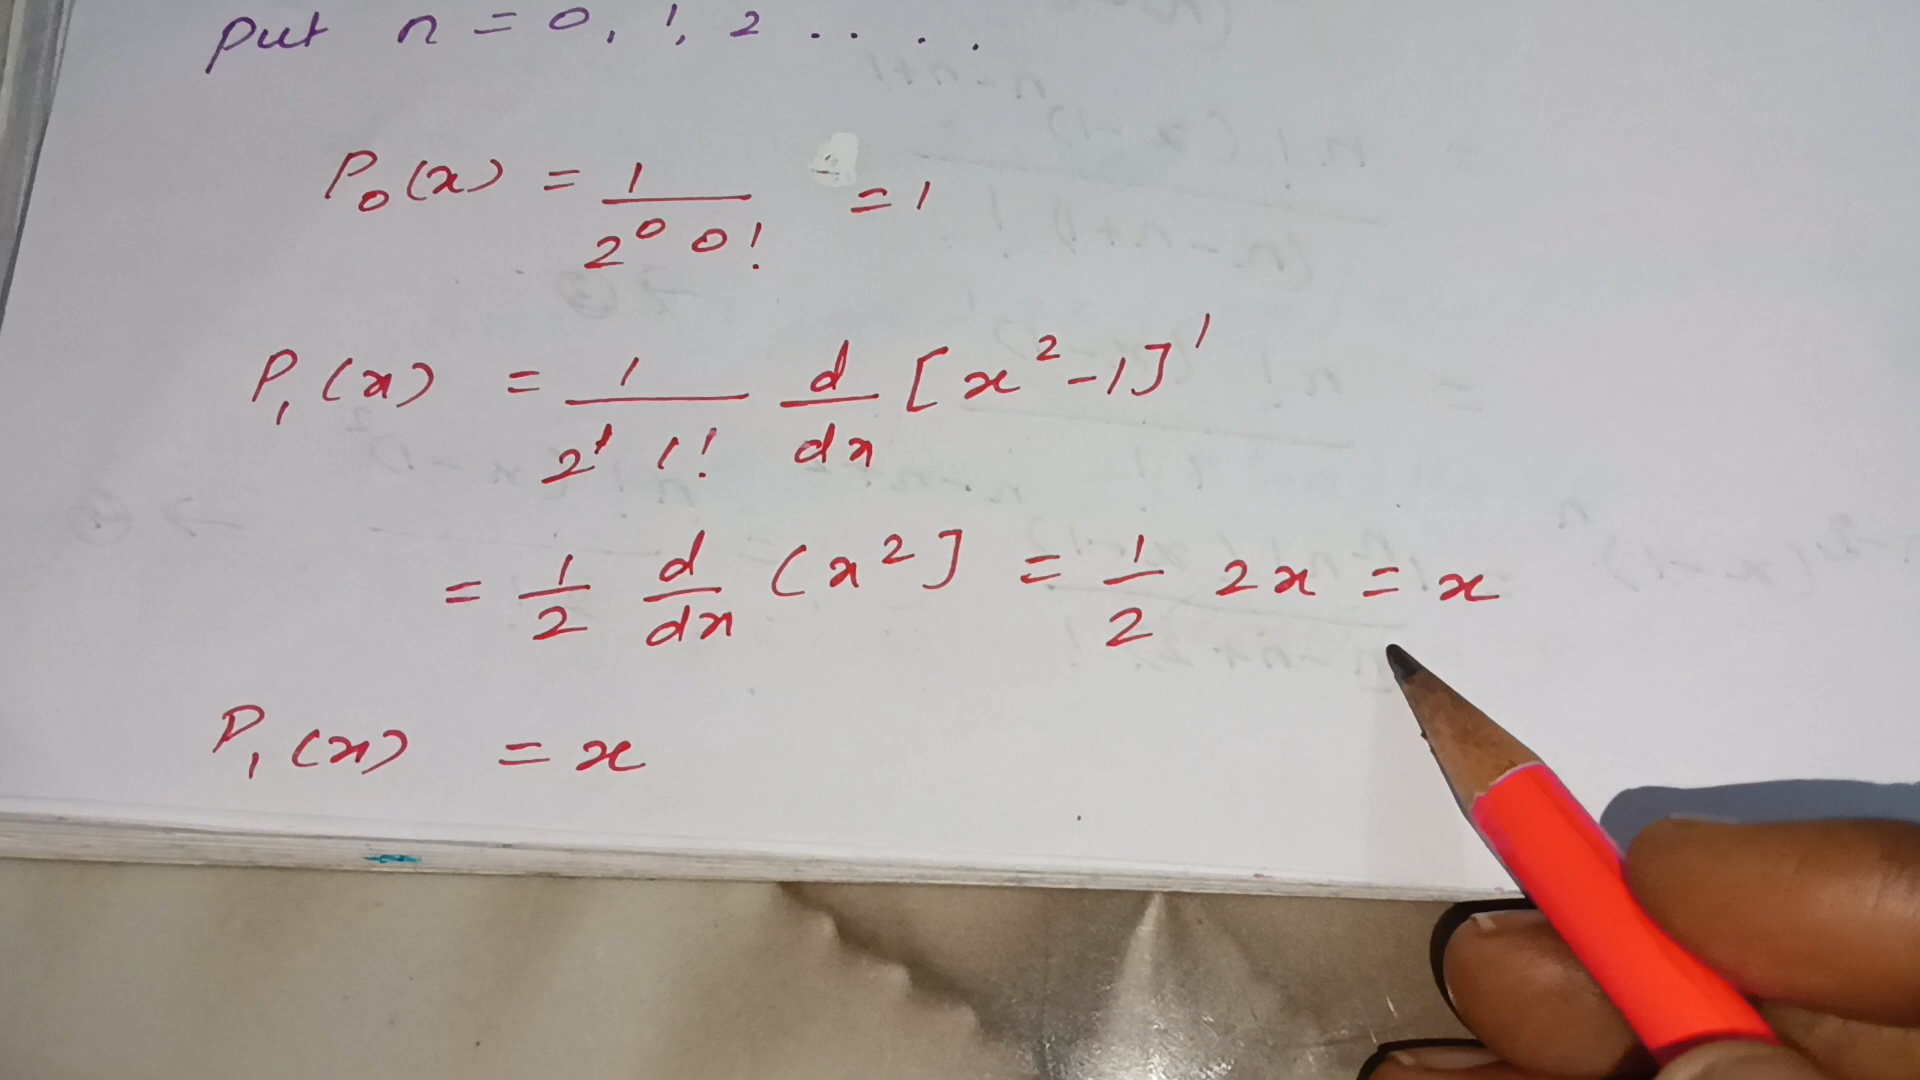 put n = 0, 1, 2 . . . . .
P₀(x) = 1 / 2⁰ 0! = 1
P₁(x) = 1 / 2¹ 1! d/dx [x² - 1]¹
= 1/2 d/dx (x²] = 1/2 2x = x
P₁(x) = x